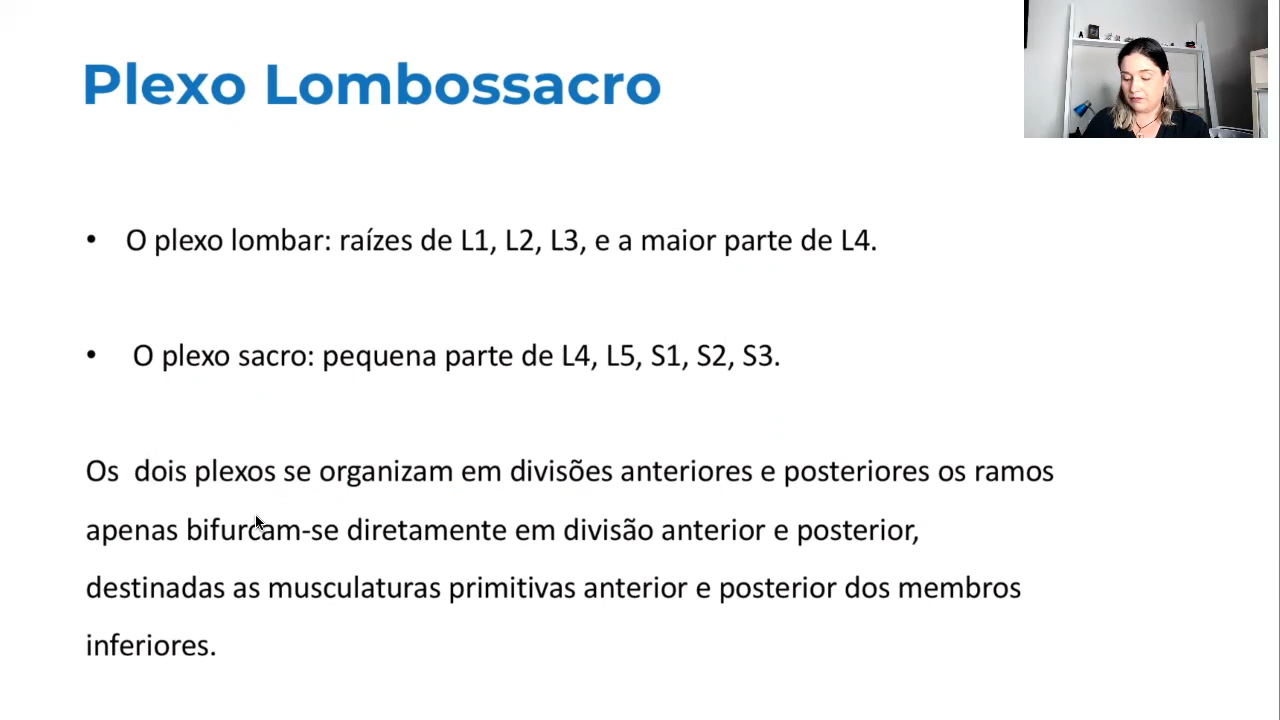 Plexo Lombossacro
• O plexo lombar: raízes de L1, L2, L3, e a maior parte de L4.
• O plexo sacro: pequena parte de L4, L5, S1, S2, S3.
Os dois plexos se organizam em divisões anteriores e posteriores os ramos
apenas bifurcam-se diretamente em divisão anterior e posterior,
destinadas as musculaturas primitivas anterior e posterior dos membros
inferiores.